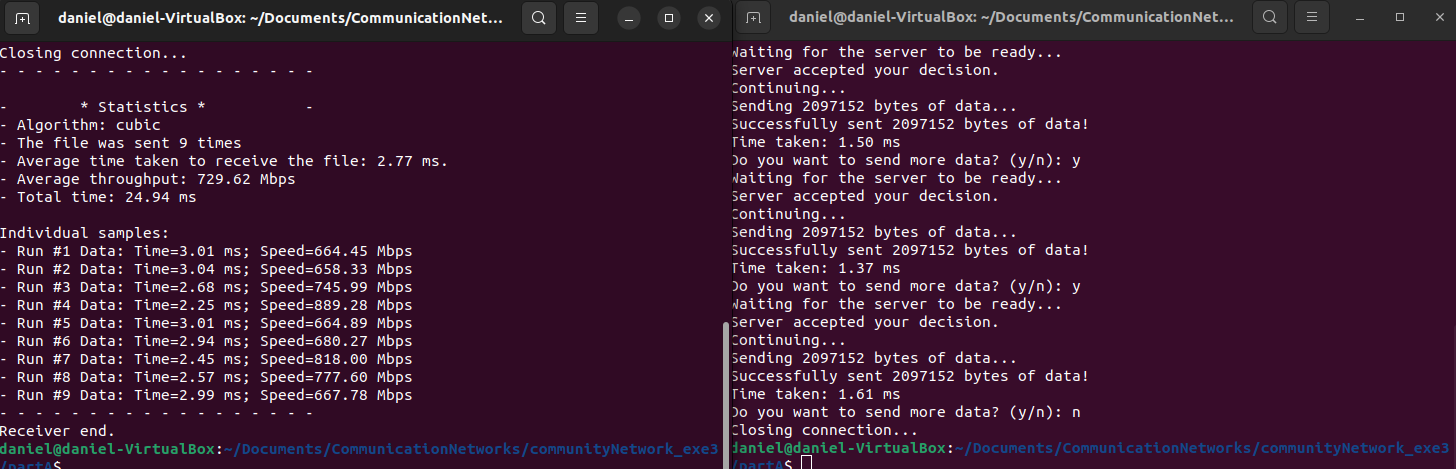 daniel@daniel-VirtualBox: ~/Documents/CommunicationNet...
Closing connection...
- - - - - - - - - - - - - - - - - - -
-        * Statistics *            -
- Algorithm: cubic
- The file was sent 9 times
- Average time taken to receive the file: 2.77 ms.
- Average throughput: 729.62 Mbps
- Total time: 24.94 ms
Individual samples:
- Run #1 Data: Time=3.01 ms; Speed=664.45 Mbps
- Run #2 Data: Time=3.04 ms; Speed=658.33 Mbps
- Run #3 Data: Time=2.68 ms; Speed=745.99 Mbps
- Run #4 Data: Time=2.25 ms; Speed=889.28 Mbps
- Run #5 Data: Time=3.01 ms; Speed=664.89 Mbps
- Run #6 Data: Time=2.94 ms; Speed=680.27 Mbps
- Run #7 Data: Time=2.45 ms; Speed=818.00 Mbps
- Run #8 Data: Time=2.57 ms; Speed=777.60 Mbps
- Run #9 Data: Time=2.99 ms; Speed=667.78 Mbps
- - - - - - - - - - - - - - - - - - -
Receiver end.
daniel@daniel-VirtualBox:~/Documents/CommunicationNetworks/communityNetwork_exe3
/partA$
daniel@daniel-VirtualBox: ~/Documents/CommunicationNet...
Waiting for the server to be ready...
Server accepted your decision.
Continuing...
Sending 2097152 bytes of data...
Successfully sent 2097152 bytes of data!
Time taken: 1.50 ms
Do you want to send more data? (y/n): y
Waiting for the server to be ready...
Server accepted your decision.
Continuing...
Sending 2097152 bytes of data...
Successfully sent 2097152 bytes of data!
Time taken: 1.37 ms
Do you want to send more data? (y/n): y
Waiting for the server to be ready...
Server accepted your decision.
Continuing...
Sending 2097152 bytes of data...
Successfully sent 2097152 bytes of data!
Time taken: 1.61 ms
Do you want to send more data? (y/n): n
Closing connection...
daniel@daniel-VirtualBox:~/Documents/CommunicationNetworks/communityNetwork_exe3
/partA$